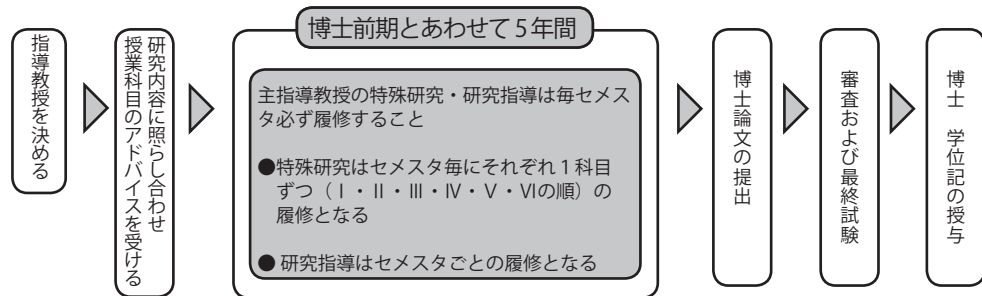 指導教授を決める
研究内容に照らし合わせ
授業科目のアドバイスを受ける
博士前期とあわせて5年間
主指導教授の特殊研究・研究指導は毎セメス
タ必ず履修すること
●特殊研究はセメスタ毎にそれぞれ1科目
ずつ（Ⅰ・Ⅱ・Ⅲ・Ⅳ・Ⅴ・Ⅵの順）の
履修となる
●研究指導はセメスタごとの履修となる
博士論文の提出
審査および最終試験
博士　学位記の授与